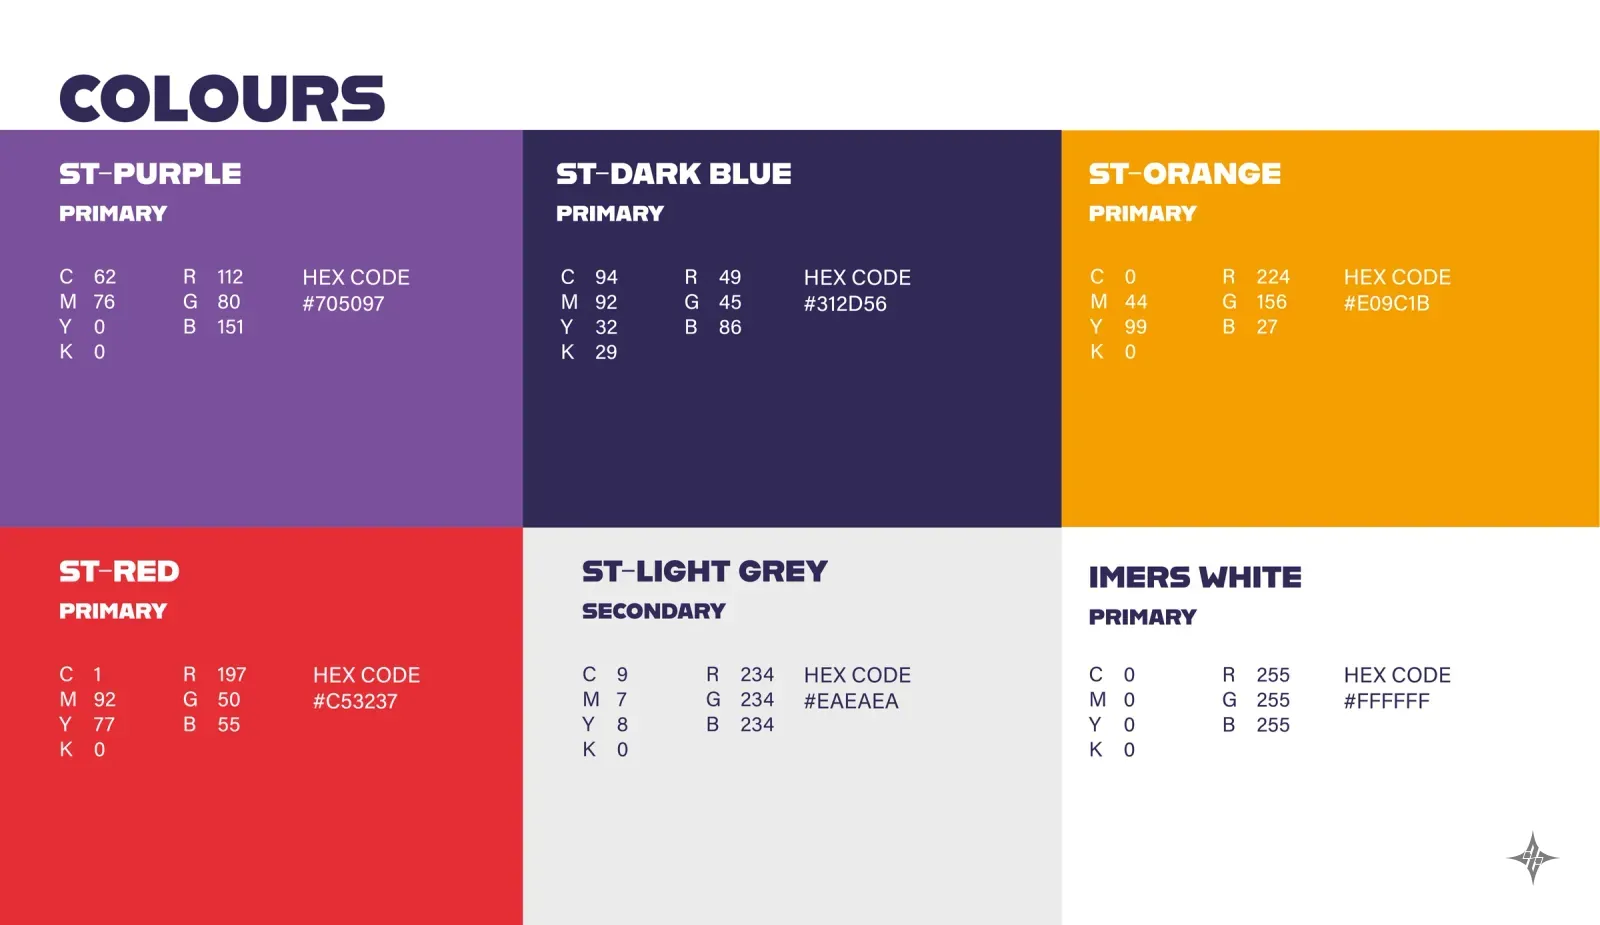 COLOURS
ST-PURPLE
PRIMARY
C 62 R 112 HEX CODE
M 76 G 80 #705097
Y 0 B 151
K 0
ST-DARK BLUE
PRIMARY
C 94 R 49 HEX CODE
M 92 G 45 #312D56
Y 32 B 86
K 29
ST-ORANGE
PRIMARY
C 0 R 224 HEX CODE
M 44 G 156 #E09C1B
Y 99 B 27
K 0
ST-RED
PRIMARY
C 1 R 197 HEX CODE
M 92 G 50 #C53237
Y 77 B 55
K 0
ST-LIGHT GREY
SECONDARY
C 9 R 234 HEX CODE
M 7 G 234 #EAEAEA
Y 8 B 234
K 0
IMERS WHITE
PRIMARY
C 0 R 255 HEX CODE
M 0 G 255 #FFFFFF
Y 0 B 255
K 0